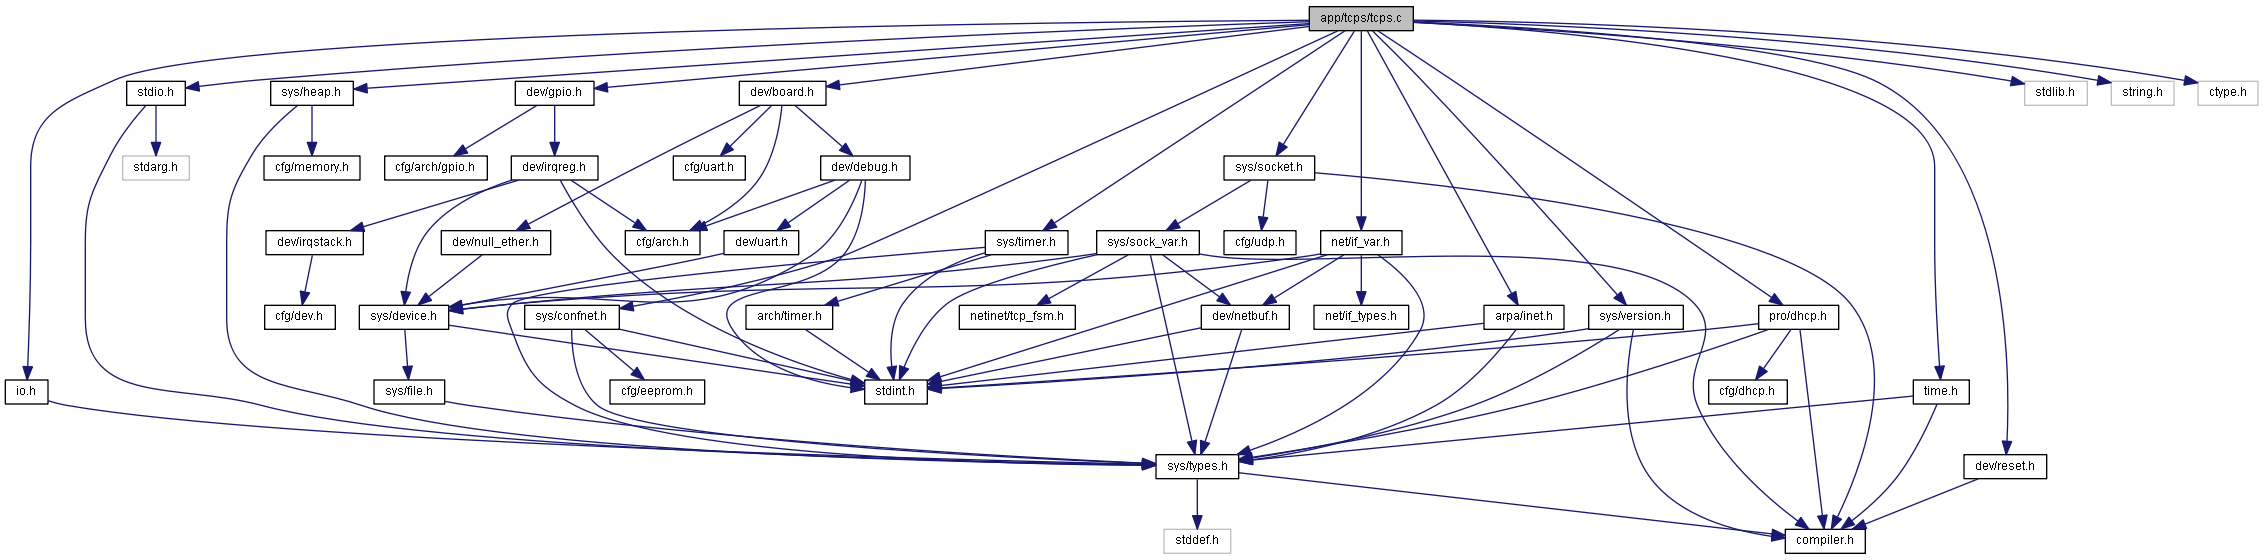 app/tcps/tcps.c
stdio.h
sys/heap.h
dev/gpio.h
dev/board.h
stdlib.h
string.h
ctype.h
stdarg.h
cfg/memory.h
cfg/arch/gpio.h
dev/irqreg.h
cfg/uart.h
dev/debug.h
sys/socket.h
dev/irqstack.h
dev/null_ether.h
cfg/arch.h
dev/uart.h
sys/timer.h
sys/sock_var.h
cfg/udp.h
net/if_var.h
cfg/dev.h
sys/device.h
sys/confnet.h
arch/timer.h
netinet/tcp_fsm.h
dev/netbuf.h
net/if_types.h
arpa/inet.h
sys/version.h
pro/dhcp.h
io.h
sys/file.h
cfg/eeprom.h
stdint.h
cfg/dhcp.h
time.h
sys/types.h
dev/reset.h
stddef.h
compiler.h